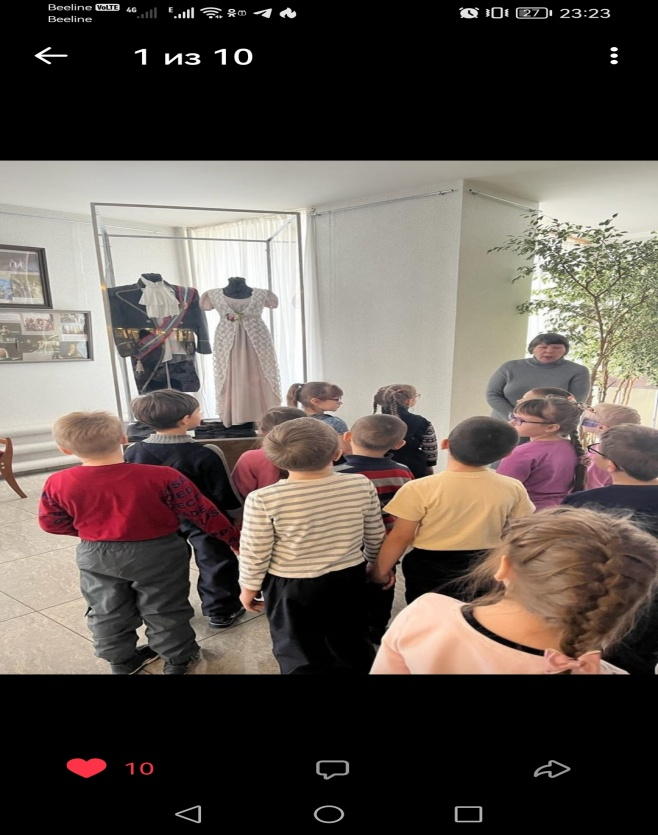 Beeline VoLTE 4G E 27 23:23
Beeline
1 из 10
10